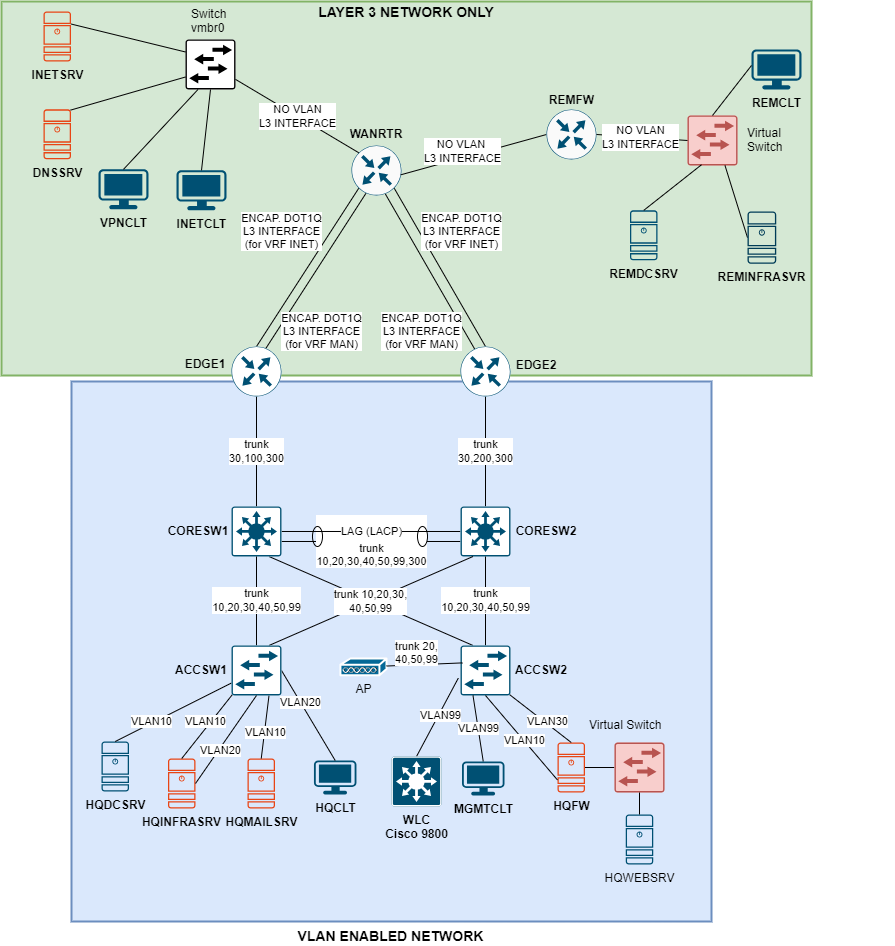 LAYER 3 NETWORK ONLY
Switch
vmbr0
INETSRV
DNSSRV
VPNCLT
INETCLT
NO VLAN
L3 INTERFACE
WANRTR
NO VLAN
L3 INTERFACE
REMFW
NO VLAN
L3 INTERFACE
Virtual
Switch
REMCLT
REMDCSRV
REMINFRASVR
ENCAP. DOT1Q
L3 INTERFACE
(for VRF INET)
ENCAP. DOT1Q
L3 INTERFACE
(for VRF INET)
ENCAP. DOT1Q
L3 INTERFACE
(for VRF MAN)
ENCAP. DOT1Q
L3 INTERFACE
(for VRF MAN)
EDGE1
EDGE2
trunk
30,100,300
trunk
30,200,300
CORESW1
LAG (LACP)
trunk
10,20,30,40,50,99,300
CORESW2
trunk
10,20,30,40,50,99
trunk 10,20,30,
40,50,99
trunk
10,20,30,40,50,99
ACCSW1
trunk 20,
40,50,99
AP
ACCSW2
VLAN10
VLAN10
VLAN20
VLAN10
VLAN20
VLAN99
VLAN99
VLAN10
VLAN30
Virtual Switch
HQDCSRV
HQINFRASRV
HQMAILSRV
HQCLT
WLC
Cisco 9800
MGMTCLT
HQFW
HQWEBSRV
VLAN ENABLED NETWORK